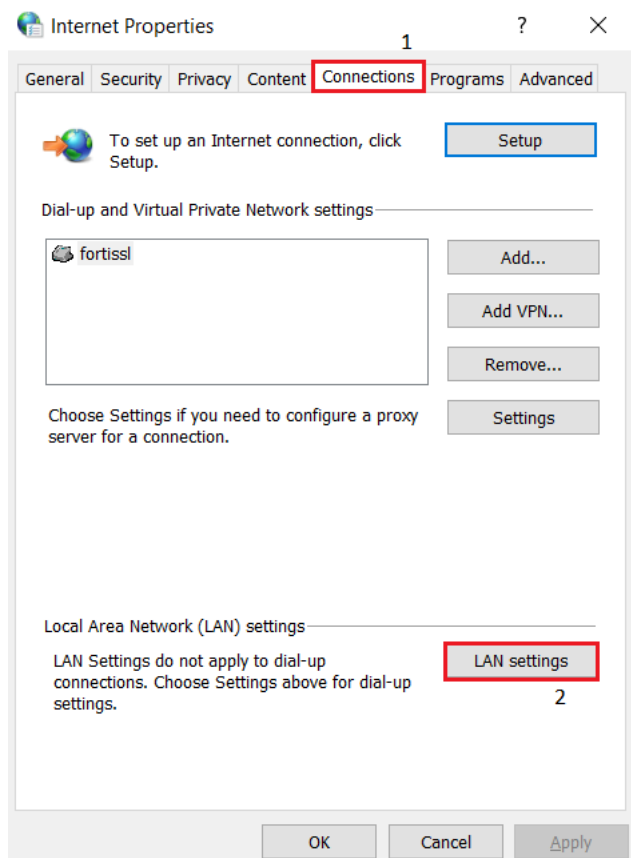 Internet Properties
1
?
General Security Privacy Content Connections Programs Advanced
To set up an Internet connection, click
Setup.
Setup
Dial-up and Virtual Private Network settings
fortissl
Add...
Add VPN...
Remove...
Choose Settings if you need to configure a proxy
server for a connection.
Settings
Local Area Network (LAN) settings
LAN Settings do not apply to dial-up
connections. Choose Settings above for dial-up
settings.
LAN settings
2
OK
Cancel
Apply